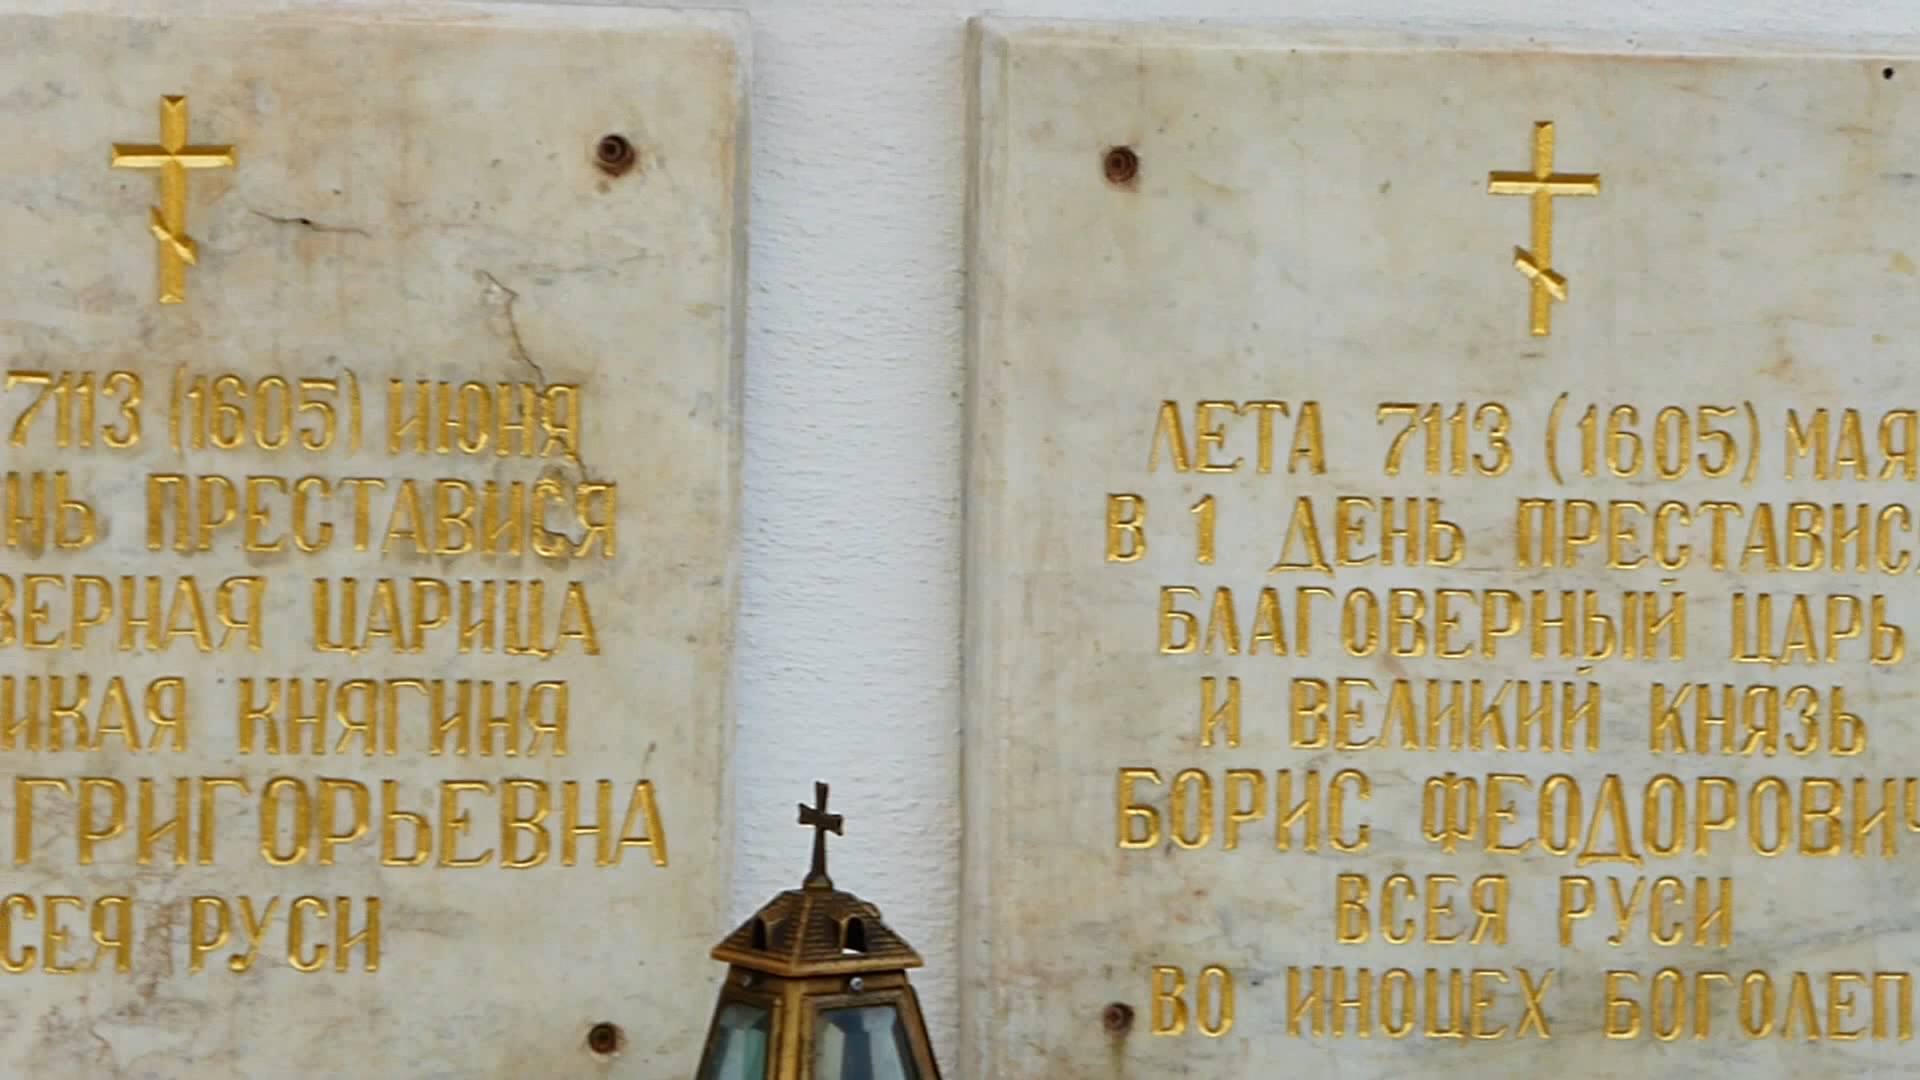 7113 (1605) ИЮНЯ
ПРЕСТАВИСЯ
ВЕРНАЯ ЦАРИЦА
ИКАЯ КНЯГИНЯ
ГРИГОРЬЕВНА
СЕЯ РУСИ
ЛЕТА 7113 (1605) МАЯ
В 1 ДЕНЬ ПРЕСТАВИС
БЛАГОВЕРНЫЙ ЦАРЬ
И ВЕЛИКИЙ КНЯЗЬ
БОРИС ФЕОДОРОВИЧ
ВСЕЯ РУСИ
ВО ИНОЦЕХ БОГОЛЕП